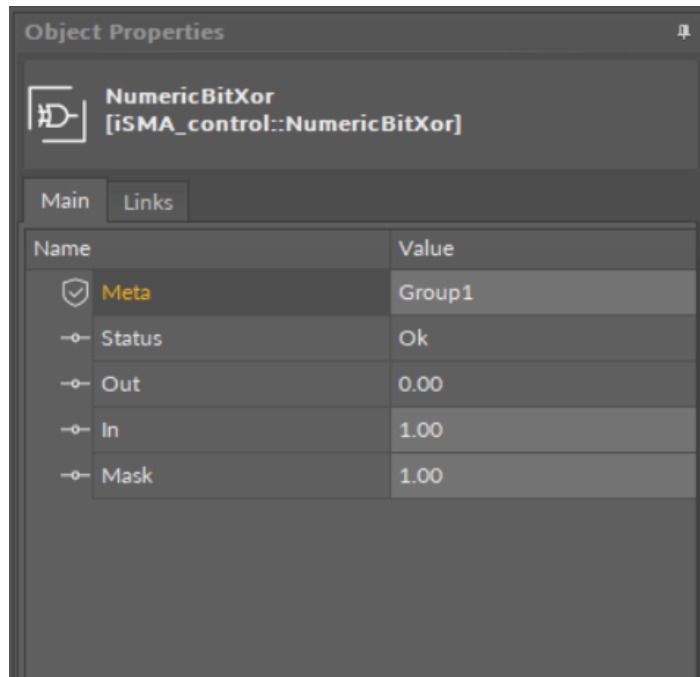 Object Properties
NumericBitXor
[iSMA_control::NumericBitXor]
Main Links
Name Value
Meta Group1
Status Ok
Out 0.00
In 1.00
Mask 1.00